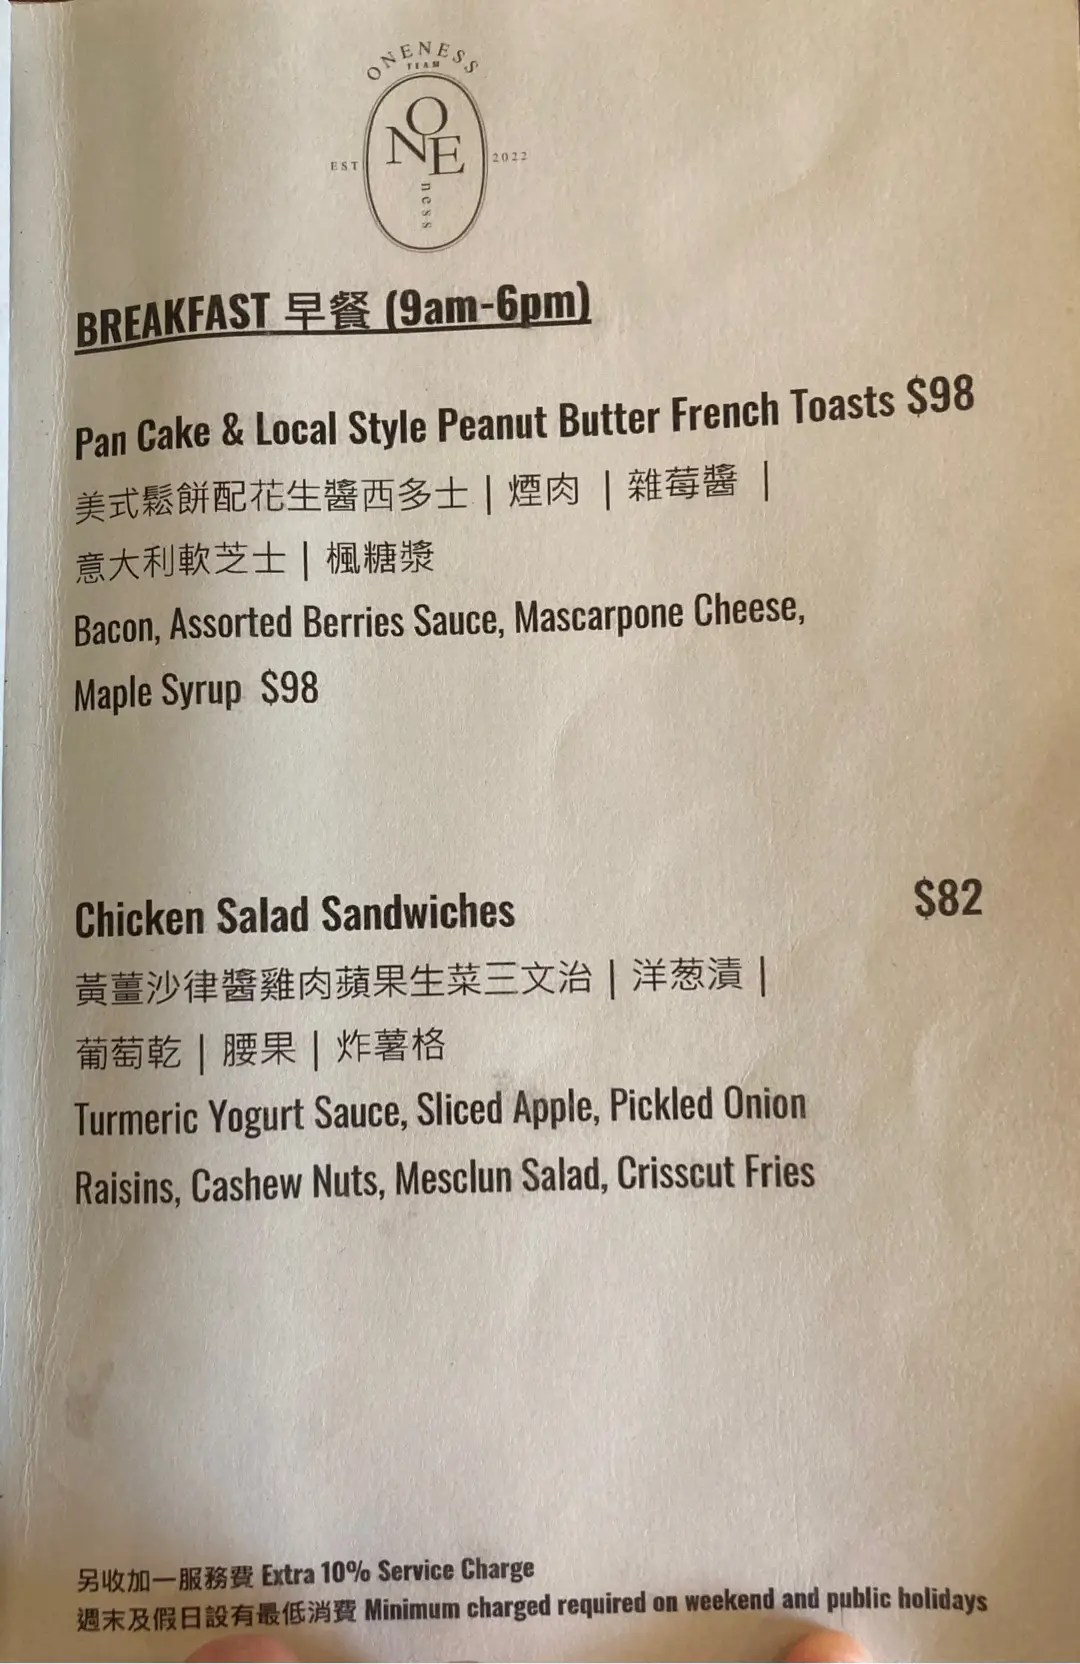 ONENESS
TEAM
ONE
ness
EST 2022
BREAKFAST 早餐 (9am-6pm)
Pan Cake & Local Style Peanut Butter French Toasts $98
美式鬆餅配花生醬西多士 | 煙肉 | 雜莓醬 |
意大利軟芝士 | 楓糖漿
Bacon, Assorted Berries Sauce, Mascarpone Cheese,
Maple Syrup $98
Chicken Salad Sandwiches $82
黃薑沙律醬雞肉蘋果生菜三文治 | 洋葱漬 |
葡萄乾 | 腰果 | 炸薯格
Turmeric Yogurt Sauce, Sliced Apple, Pickled Onion
Raisins, Cashew Nuts, Mesclun Salad, Crisscut Fries
另收加一服務費 Extra 10% Service Charge
週末及假日設有最低消費 Minimum charged required on weekend and public holidays